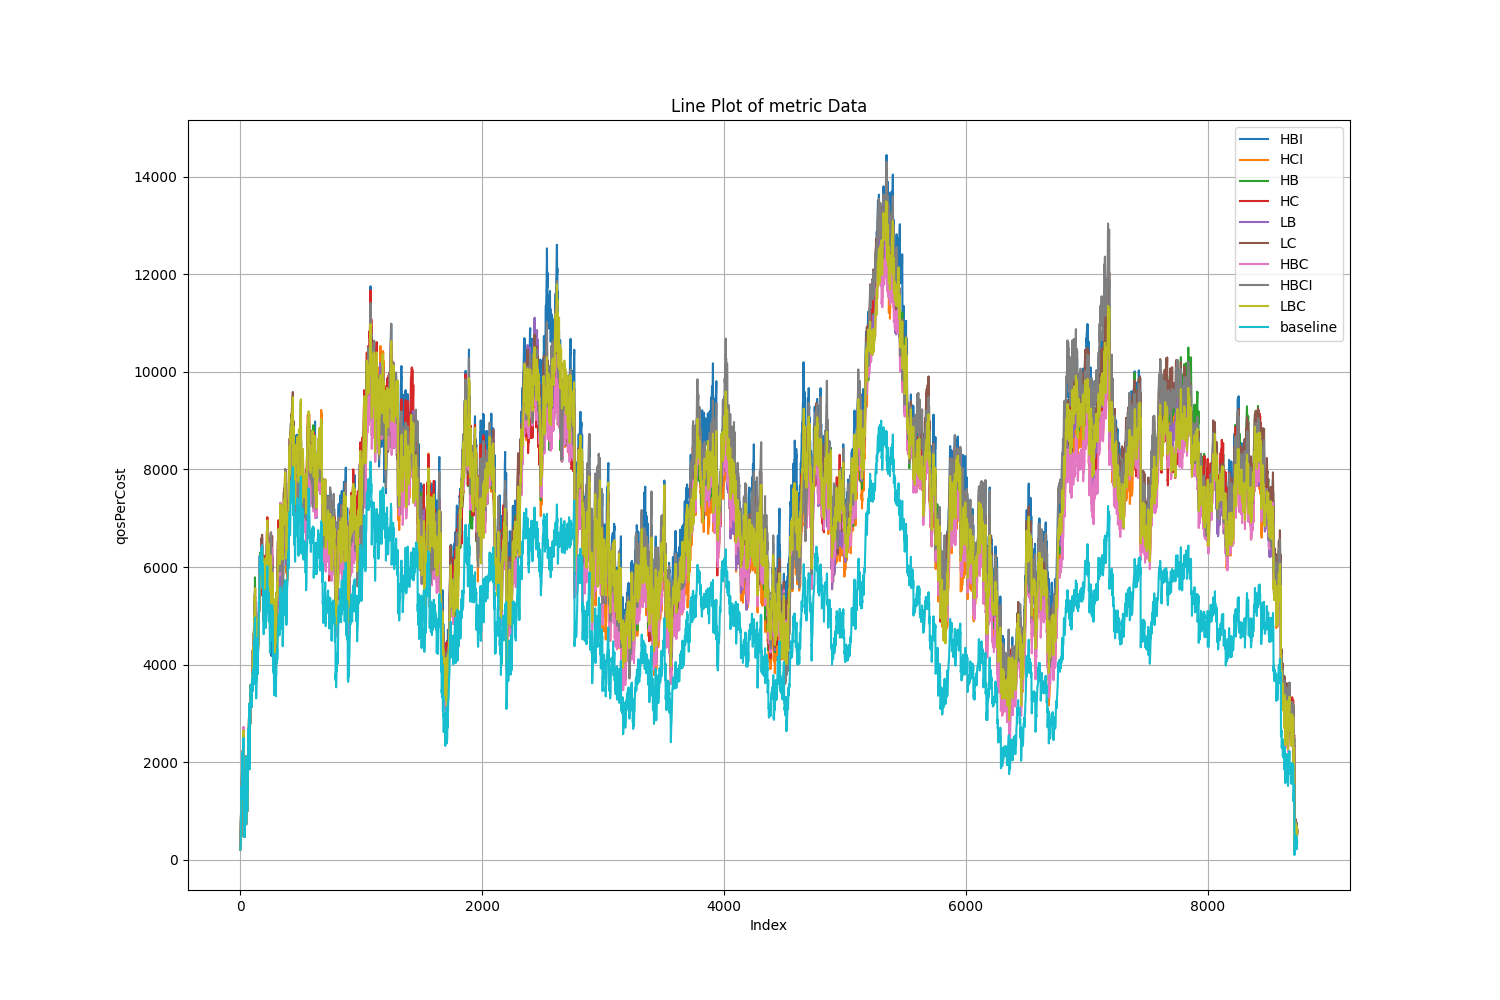 Line Plot of metric Data
HBI
HCI
HB
HC
LB
LC
HBC
HBCI
LBC
baseline
qosPerCost
14000
12000
10000
8000
6000
4000
2000
0
0 2000 4000 6000 8000
Index